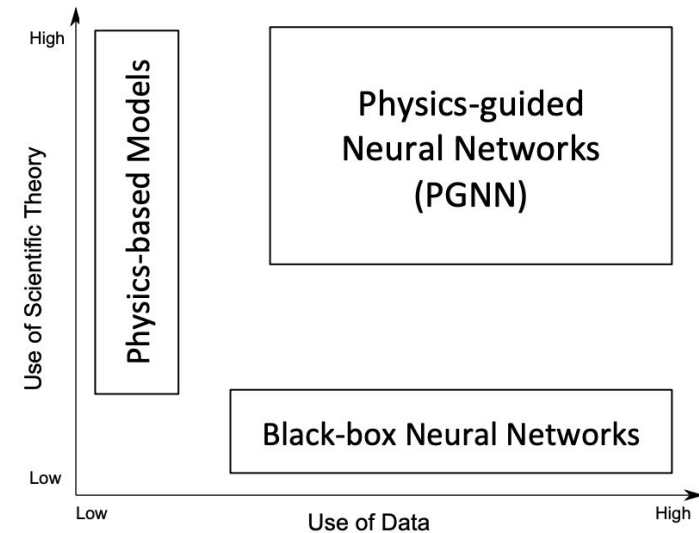 High
Use of Scientific Theory
Physics-based Models
Physics-guided
Neural Networks
(PGNN)
Black-box Neural Networks
Low
Low
Use of Data
High